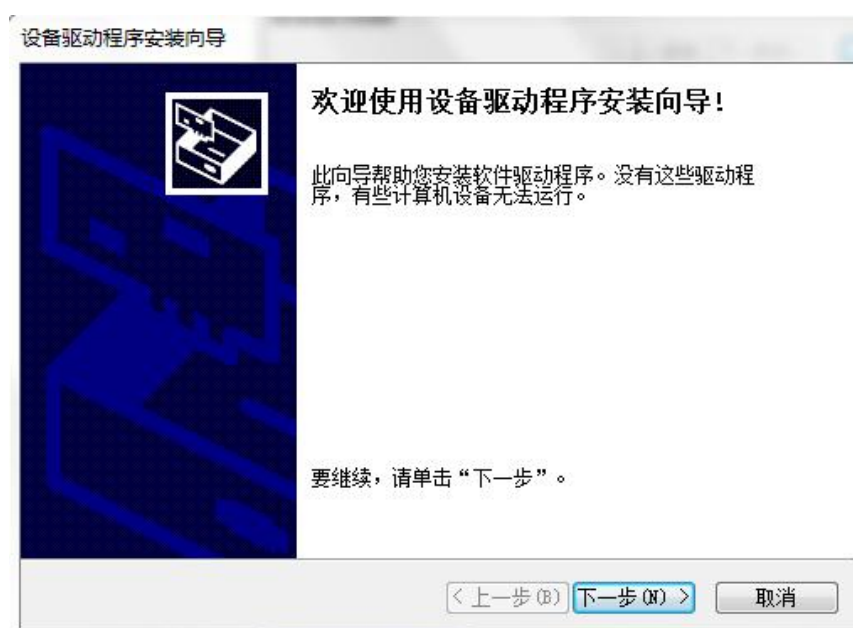 设备驱动程序安装向导
欢迎使用设备驱动程序安装向导!
此向导帮助您安装软件驱动程序。没有这些驱动程
序，有些计算机设备无法运行。
要继续，请单击“下一步”。
< 上一步(B) 下一步(N) > 取消